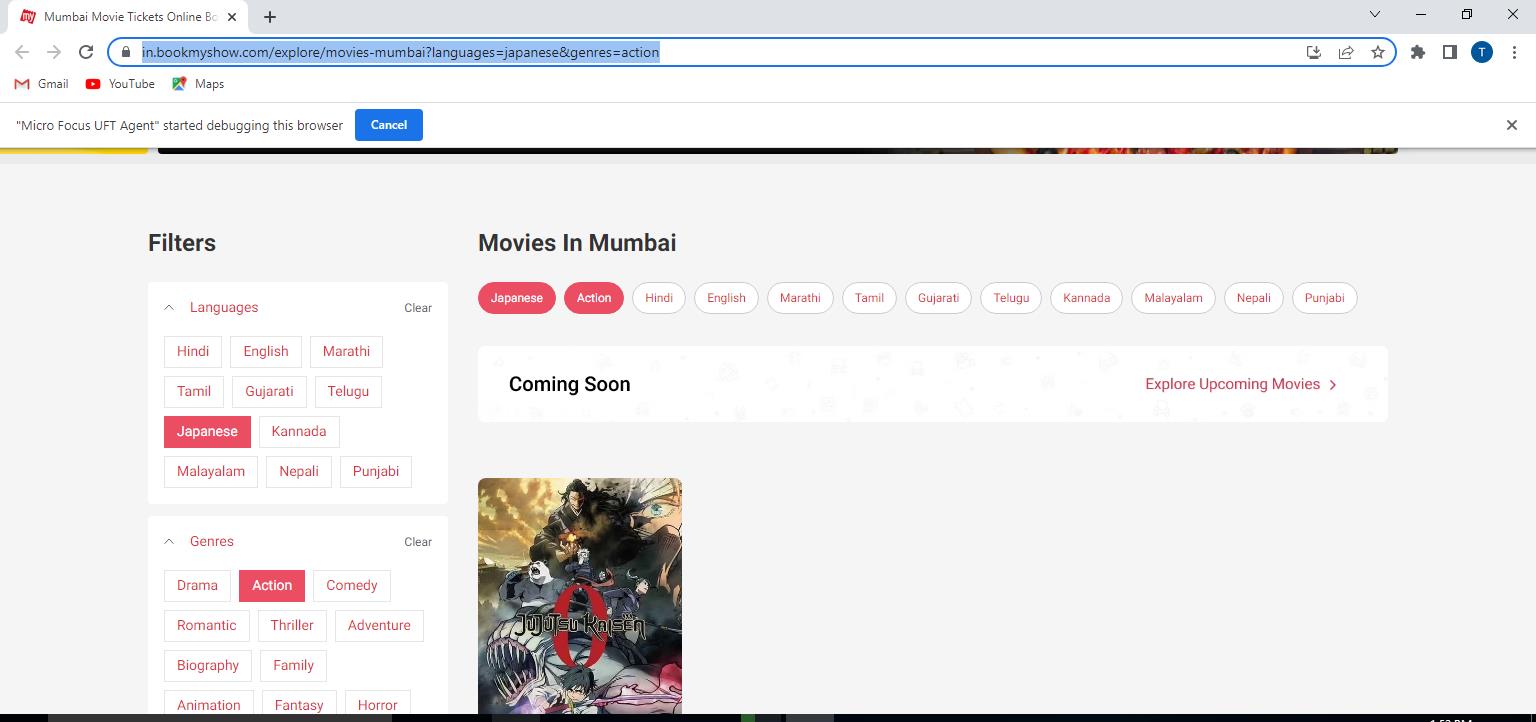 my Mumbai Movie Tickets Online Bo
in.bookmyshow.com/explore/movies-mumbai?languages=japanese&genres=action
T
Gmail YouTube Maps
"Micro Focus UFT Agent" started debugging this browser Cancel
Filters
Languages Clear
Hindi English Marathi
Tamil Gujarati Telugu
Japanese Kannada
Malayalam Nepali Punjabi
Genres Clear
Drama Action Comedy
Romantic Thriller Adventure
Biography Family
Animation Fantasy Horror
Movies In Mumbai
Japanese Action Hindi English Marathi Tamil Gujarati Telugu Kannada Malayalam Nepali Punjabi
Coming Soon Explore Upcoming Movies
0
JUJUTSU KAISEN